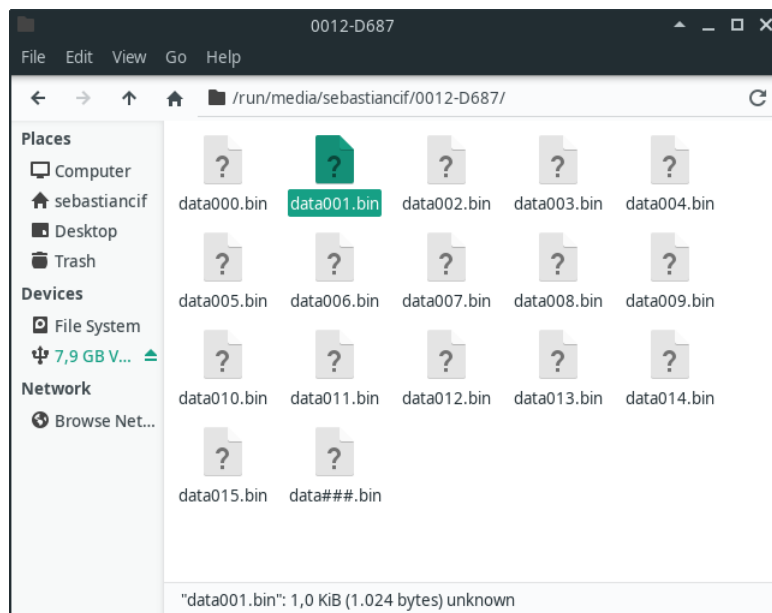 0012-D687
File Edit View Go Help
/run/media/sebastiancif/0012-D687/
Places
Computer
sebastiancif
Desktop
Trash
Devices
File System
7,9 GB V...
Network
Browse Net...
data000.bin data001.bin data002.bin data003.bin data004.bin
data005.bin data006.bin data007.bin data008.bin data009.bin
data010.bin data011.bin data012.bin data013.bin data014.bin
data015.bin data###.bin
"data001.bin": 1,0 KiB (1.024 bytes) unknown